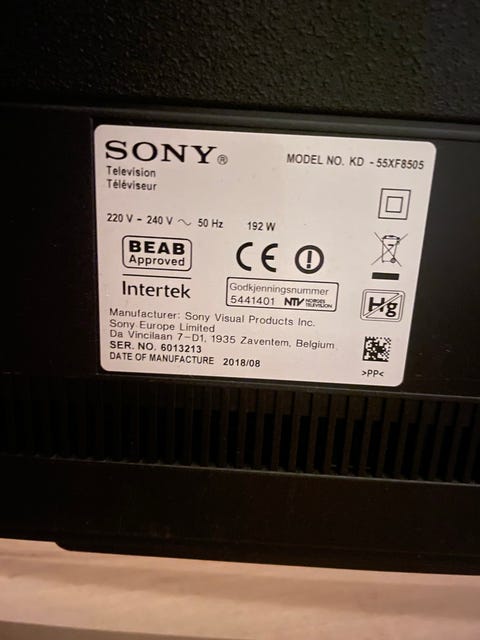 SONY®
MODEL NO. KD - 55XF8505
Television
Téléviseur
220 V - 240 V ~ 50 Hz 192 W
BEAB
Approved
CE
Intertek
Godkjenningsnummer
5441401 NTV NORGES TELEVISION
Hg
Manufacturer: Sony Visual Products Inc.
Sony Europe Limited
Da Vincilaan 7-D1, 1935 Zaventem, Belgium
SER. NO. 6013213
DATE OF MANUFACTURE 2018/08
>PP<